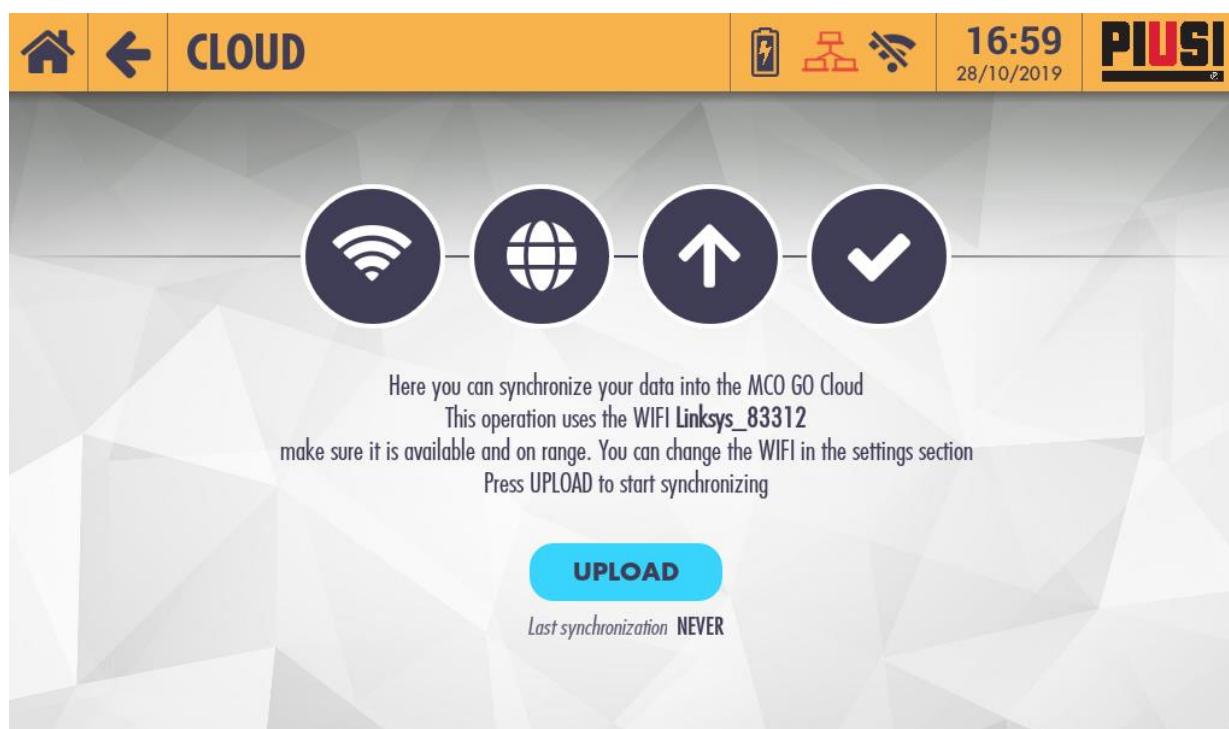 CLOUD
16:59
28/10/2019
PIUSI
Here you can synchronize your data into the MCO GO Cloud
This operation uses the WIFI Linksys_83312
make sure it is available and on range. You can change the WIFI in the settings section
Press UPLOAD to start synchronizing
UPLOAD
Last synchronization NEVER